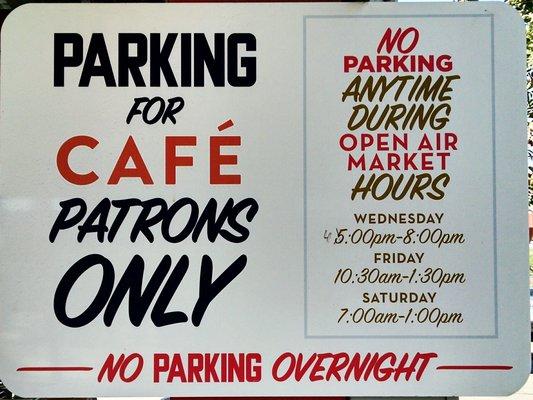 PARKING
FOR
CAFÉ
PATRONS
ONLY
NO
PARKING
ANYTIME
DURING
OPEN AIR
MARKET
HOURS
WEDNESDAY
5:00pm-8:00pm
FRIDAY
10:30am-1:30pm
SATURDAY
7:00am-1:00pm
NO PARKING OVERNIGHT